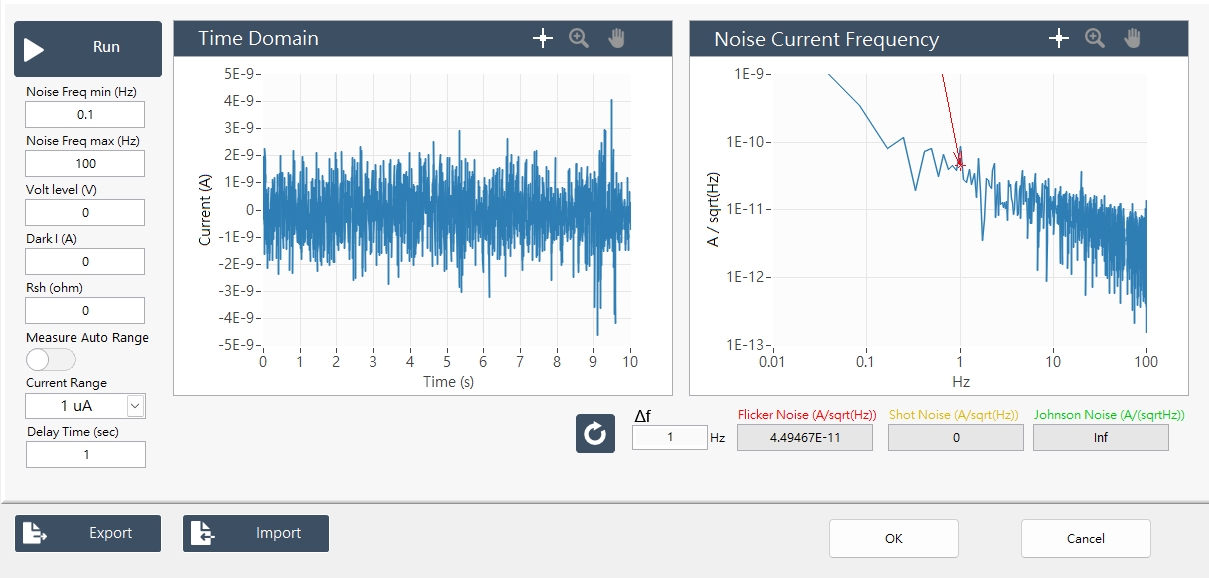 Run
Noise Freq min (Hz)
0.1
Noise Freq max (Hz)
100
Volt level (V)
0
Dark I (A)
0
Rsh (ohm)
0
Measure Auto Range
Current Range
1 uA
Delay Time (sec)
1
Time Domain
Current (A)
5E-9
4E-9
3E-9
2E-9
1E-9
0
-1E-9
-2E-9
-3E-9
-4E-9
-5E-9
0 1 2 3 4 5 6 7 8 9 10
Time (s)
Noise Current Frequency
A / sqrt(Hz)
1E-9
1E-10
1E-11
1E-12
1E-13
0.01 0.1 1 10 100
Hz
Δf
1 Hz
Flicker Noise (A/sqrt(Hz))
4.49467E-11
Shot Noise (A/sqrt(Hz))
0
Johnson Noise (A/(sqrtHz))
Inf
Export
Import
OK
Cancel